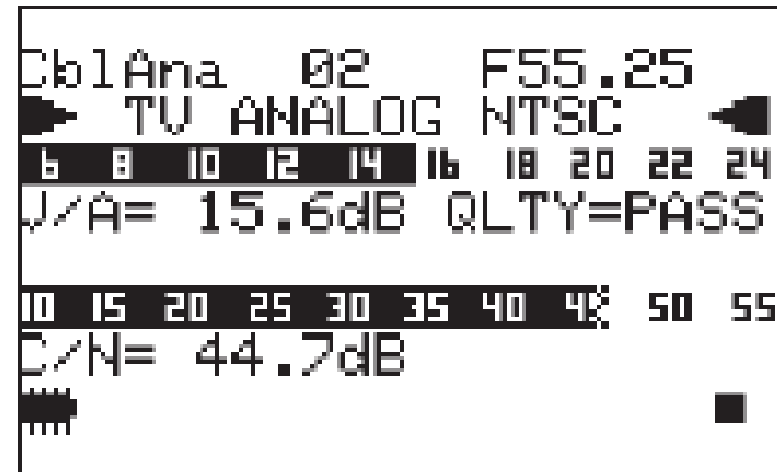 CblAna 02 F55.25
TV ANALOG NTSC
6 8 10 12 14 16 18 20 22 24
V/A= 15.6dB QLTY=PASS
10 15 20 25 30 35 40 50 55
C/N= 44.7dB